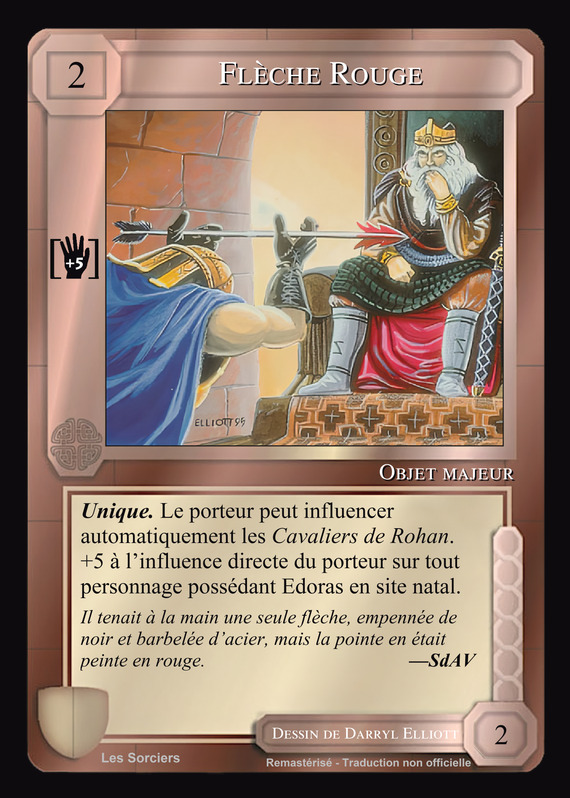 2
Flèche Rouge
[+5]
ELLIOTT95
Objet majeur
Unique. Le porteur peut influencer
automatiquement les Cavaliers de Rohan.
+5 à l'influence directe du porteur sur tout
personnage possédant Edoras en site natal.
Il tenait à la main une seule flèche, empennée de
noir et barbelée d'acier, mais la pointe en était
peinte en rouge.
—SdAV
Dessin de Darryl Elliott
2
Les Sorciers
Remastérisé - Traduction non officielle